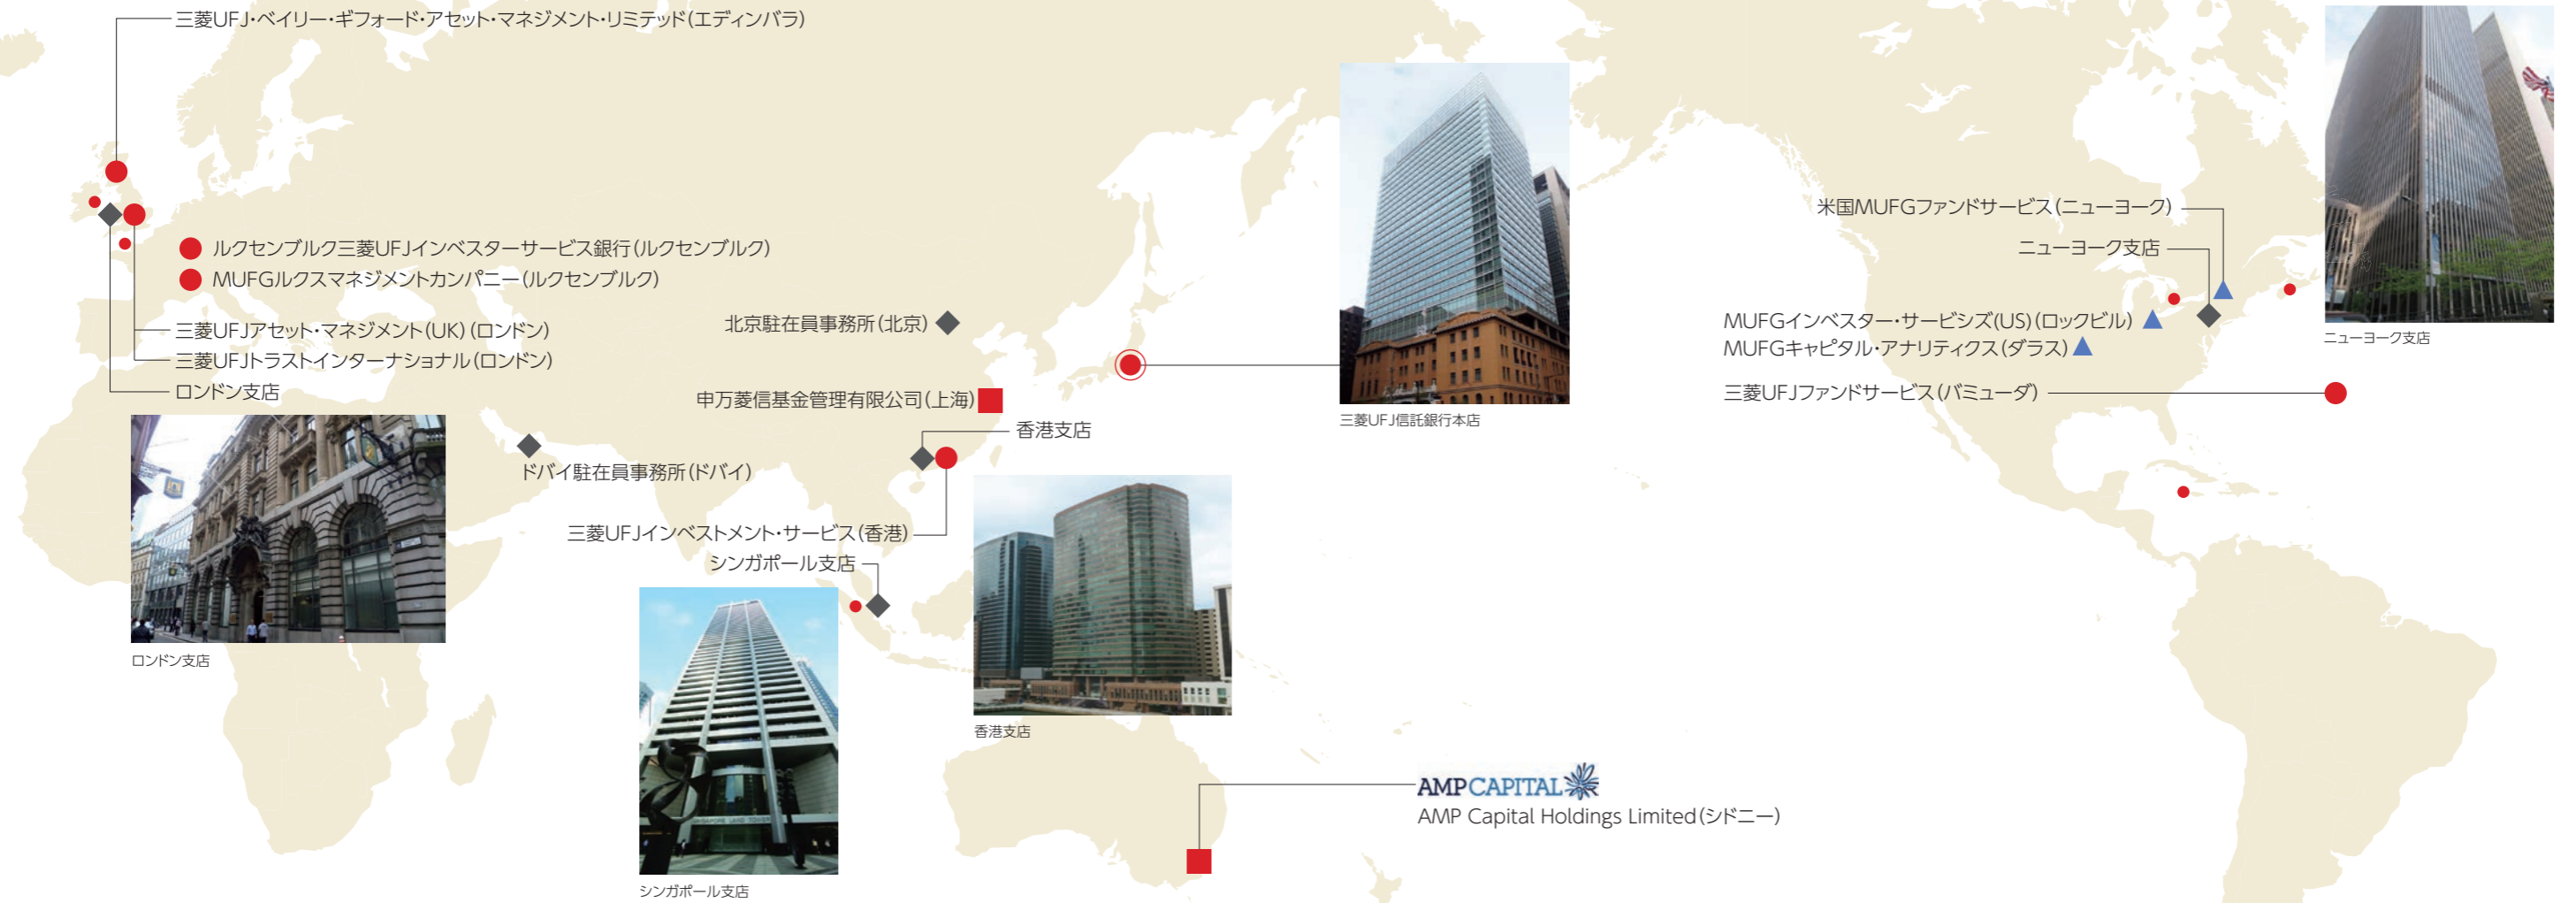 三菱UFJ・ベイリー・ギフォード・アセット・マネジメント・リミテッド(エディンバラ)
ルクセンブルク三菱UFJインベスターサービス銀行(ルクセンブルク)
MUFGルクスマネジメントカンパニー(ルクセンブルク)
三菱UFJアセット・マネジメント(UK)(ロンドン)
三菱UFJトラストインターナショナル(ロンドン)
ロンドン支店
ロンドン支店
北京駐在員事務所(北京)
申万菱信基金管理有限公司(上海)
香港支店
ドバイ駐在員事務所(ドバイ)
三菱UFJインベストメント・サービス(香港)
シンガポール支店
SINGAPORE LAND TOWER
シンガポール支店
香港支店
三菱UFJ信託銀行本店
AMP CAPITAL
AMP Capital Holdings Limited(シドニー)
米国MUFGファンドサービス(ニューヨーク)
ニューヨーク支店
MUFGインベスター・サービシズ(US)(ロックビル)
MUFGキャピタル・アナリティクス(ダラス)
三菱UFJファンドサービス(バミューダ)
ニューヨーク支店